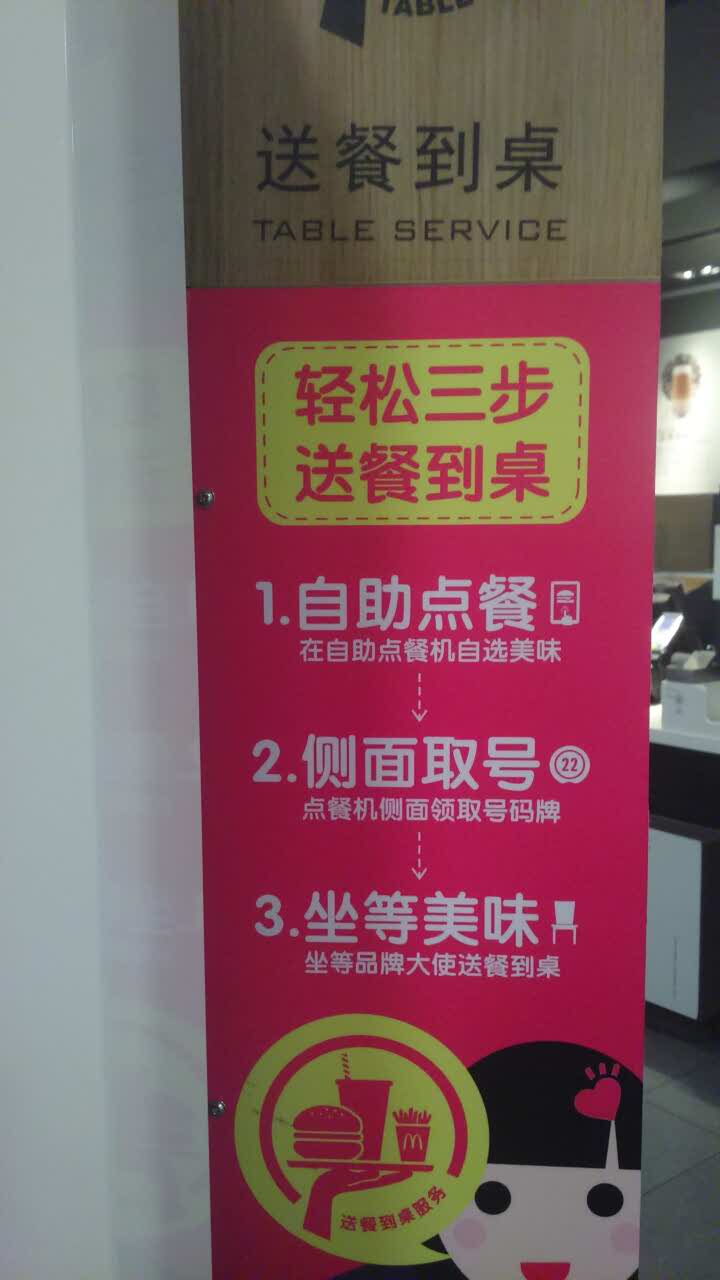 TABLE
送餐到桌
TABLE SERVICE
轻松三步
送餐到桌
1.自助点餐
在自助点餐机自选美味
2.侧面取号 22
点餐机侧面领取号码牌
3.坐等美味
坐等品牌大使送餐到桌
送餐到桌服务